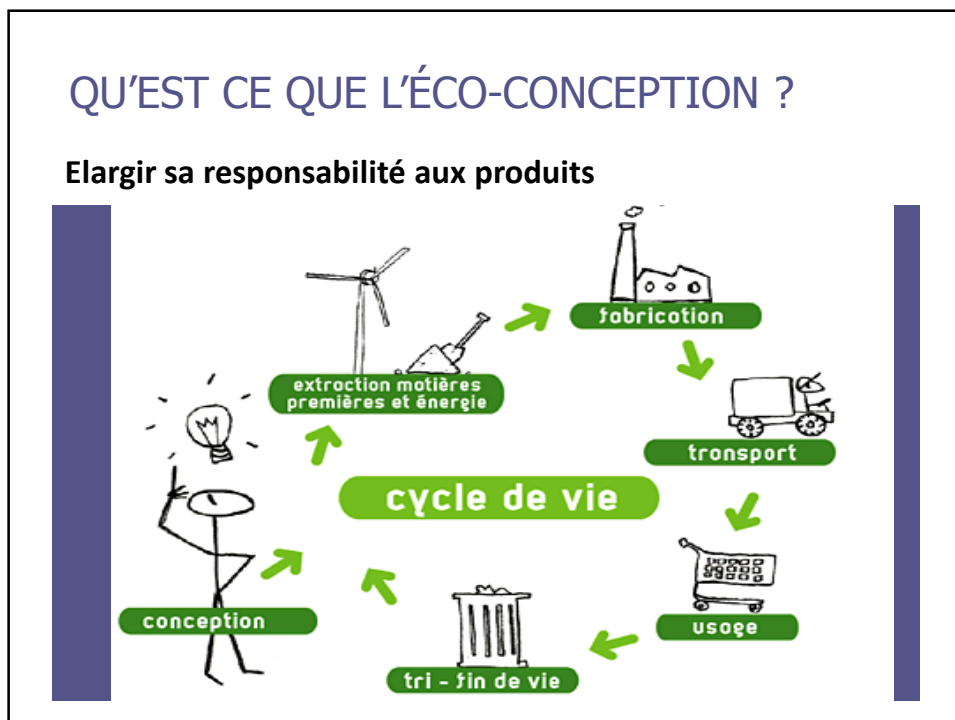 QU’EST CE QUE L’ÉCO-CONCEPTION ?
Elargir sa responsabilité aux produits
fabrication
extraction matières
premières et énergie
transport
cycle de vie
conception
usage
tri - fin de vie